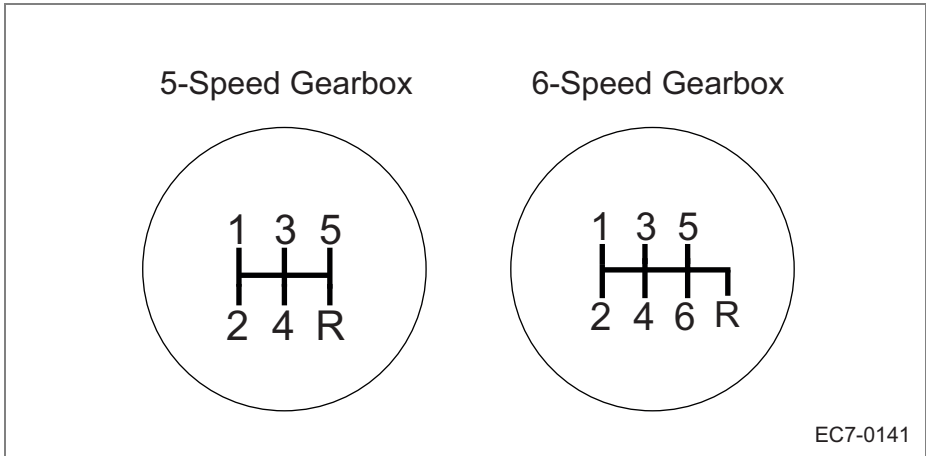 5-Speed Gearbox
1 3 5
2 4 R
6-Speed Gearbox
1 3 5
2 4 6 R
EC7-0141